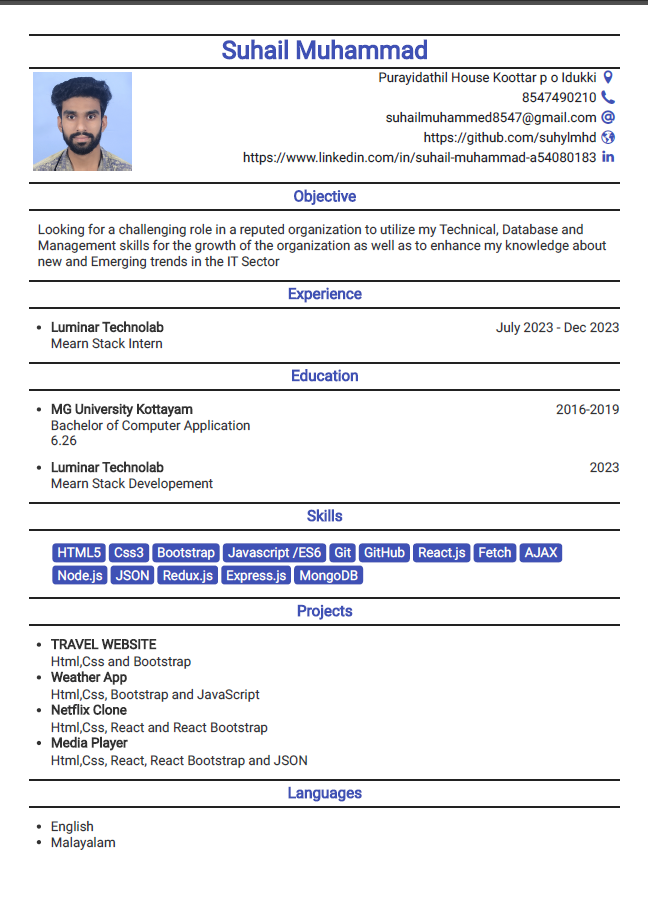 Suhail Muhammad
Purayidathil House Koottar p o Idukki
8547490210
suhailmuhammed8547@gmail.com
https://github.com/suhylmhd
https://www.linkedin.com/in/suhail-muhammad-a54080183
Objective
Looking for a challenging role in a reputed organization to utilize my Technical, Database and
Management skills for the growth of the organization as well as to enhance my knowledge about
new and Emerging trends in the IT Sector
Experience
• Luminar Technolab July 2023 - Dec 2023
Mearn Stack Intern
Education
• MG University Kottayam 2016-2019
Bachelor of Computer Application
6.26
• Luminar Technolab 2023
Mearn Stack Developement
Skills
HTML5 Css3 Bootstrap Javascript /ES6 Git GitHub React.js Fetch AJAX
Node.js JSON Redux.js Express.js MongoDB
Projects
• TRAVEL WEBSITE
Html,Css and Bootstrap
• Weather App
Html,Css, Bootstrap and JavaScript
• Netflix Clone
Html,Css, React and React Bootstrap
• Media Player
Html,Css, React, React Bootstrap and JSON
Languages
• English
• Malayalam